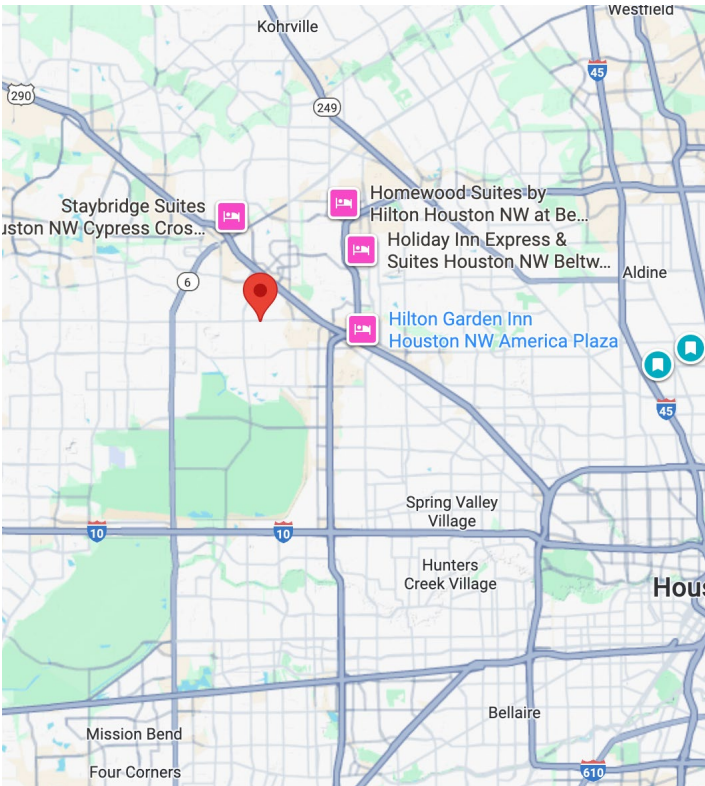 Westfield
Kohrville
45
290
249
Staybridge Suites
uston NW Cypress Cros...
Homewood Suites by
Hilton Houston NW at Be...
Holiday Inn Express &
Suites Houston NW Beltw...
Aldine
6
Hilton Garden Inn
Houston NW America Plaza
45
Spring Valley
Village
10
10
Hunters
Creek Village
Hous
Bellaire
Mission Bend
Four Corners
610